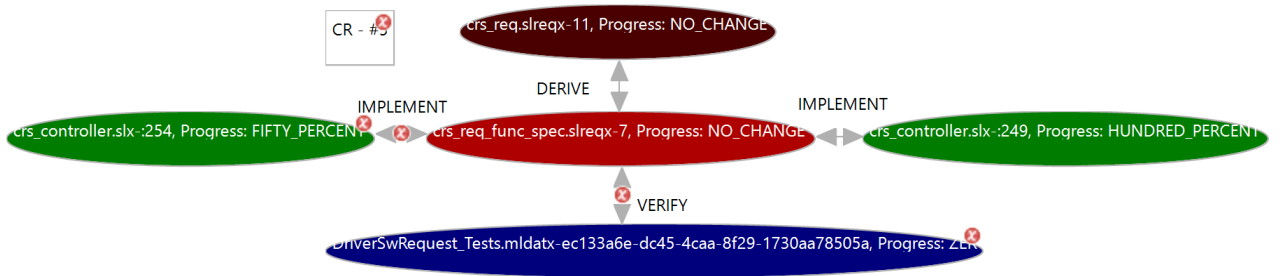 crs_req.slreqx-11, Progress: NO_CHANGE
CR - #5
DERIVE
IMPLEMENT
IMPLEMENT
crs_controller.slx-:254, Progress: FIFTY_PERCENT
crs_req_func_spec.slreqx-7, Progress: NO_CHANGE
crs_controller.slx-:249, Progress: HUNDRED_PERCENT
VERIFY
DriverSwRequest_Tests.mldatx-ec133a6e-dc45-4caa-8f29-1730aa78505a, Progress: ZER